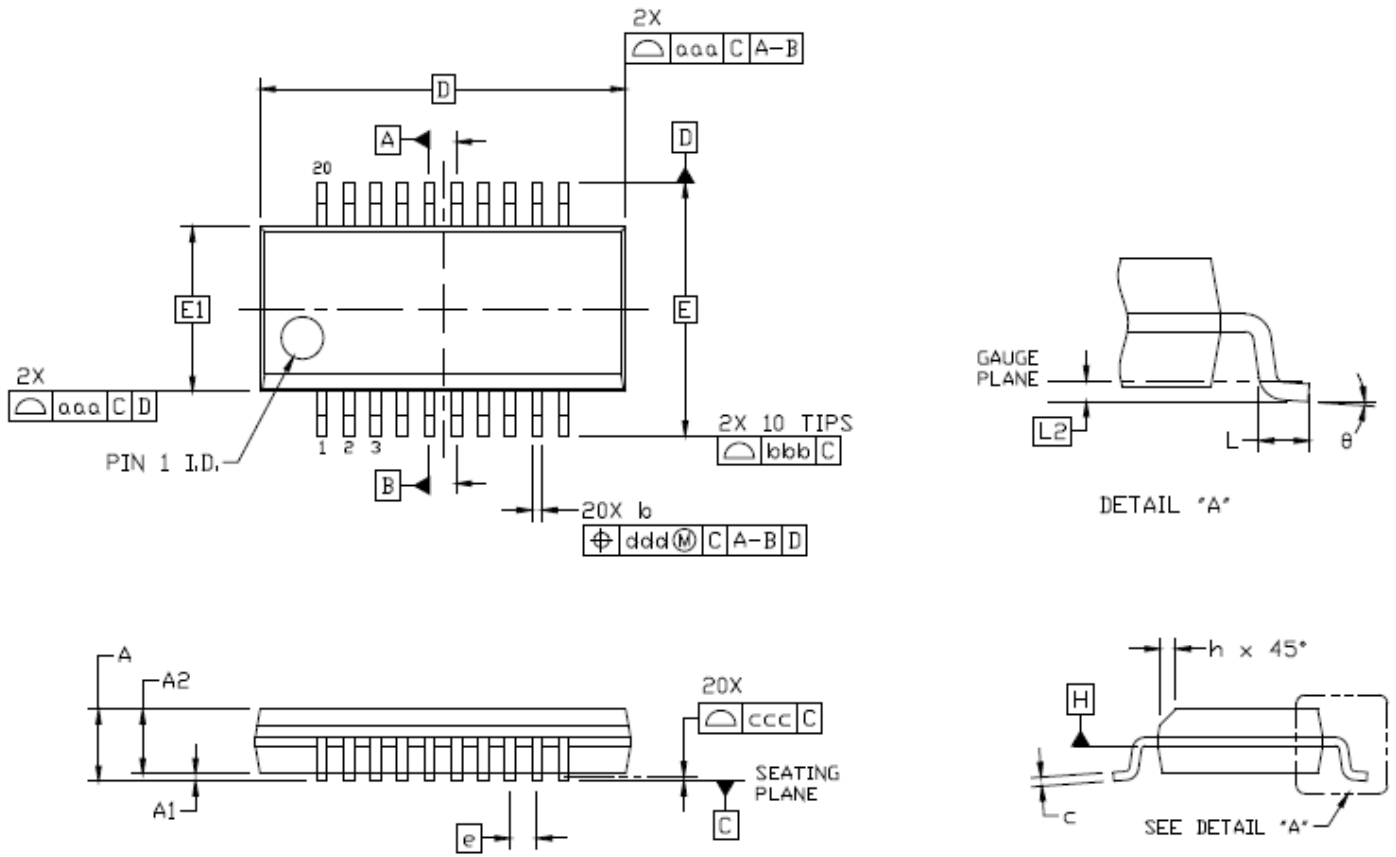 2X
⌓ aaa C A-B
D
A
D
20
E1
E
2X
⌓ aaa C D
PIN 1 I.D.
1 2 3
B
2X 10 TIPS
⌓ bbb C
20X b
⌖ dddⓂ C A-B D
GAUGE
PLANE
L2
L
θ
DETAIL "A"
A
A2
A1
20X
⌓ ccc C
SEATING
PLANE
C
e
h x 45°
H
c
SEE DETAIL "A"